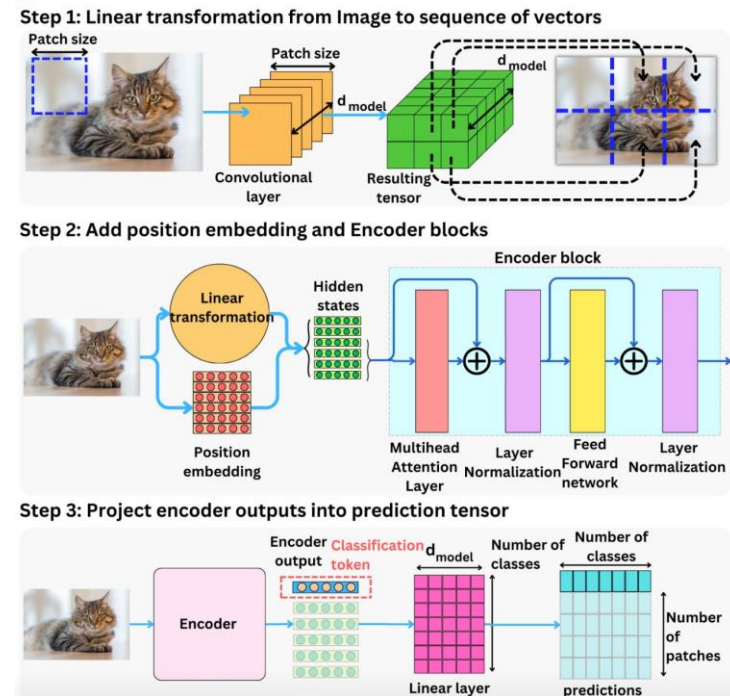 Step 1: Linear transformation from Image to sequence of vectors
Patch size
Patch size
d model
d model
Convolutional
layer
Resulting
tensor
Step 2: Add position embedding and Encoder blocks
Encoder block
Linear
transformation
Hidden
states
Position
embedding
Multihead
Attention
Layer
Layer
Normalization
Feed
Forward
network
Layer
Normalization
Step 3: Project encoder outputs into prediction tensor
Encoder
output
Classification
token
d model
Number of
classes
Number of
classes
Encoder
Number
of
patches
Linear layer
predictions